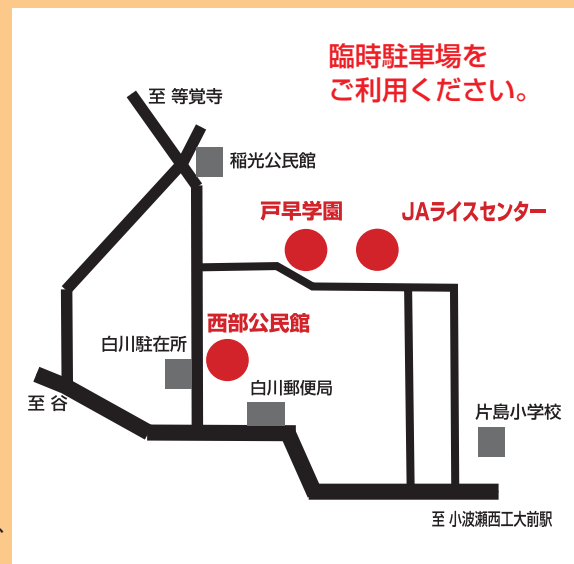 臨時駐車場を
ご利用ください。
至 等覚寺
稲光公民館
戸早学園
JAライスセンター
西部公民館
白川駐在所
白川郵便局
至 谷
片島小学校
至 小波瀬西工大前駅